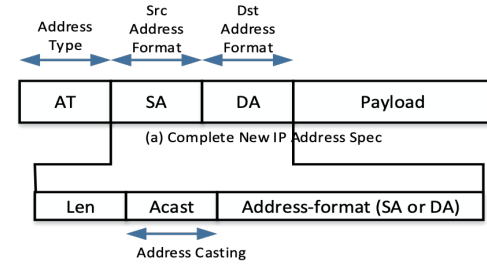 Address
Type
Src
Address
Format
Dst
Address
Format
AT
SA
DA
Payload
(a) Complete New IP Address Spec
Len
Acast
Address-format (SA or DA)
Address Casting